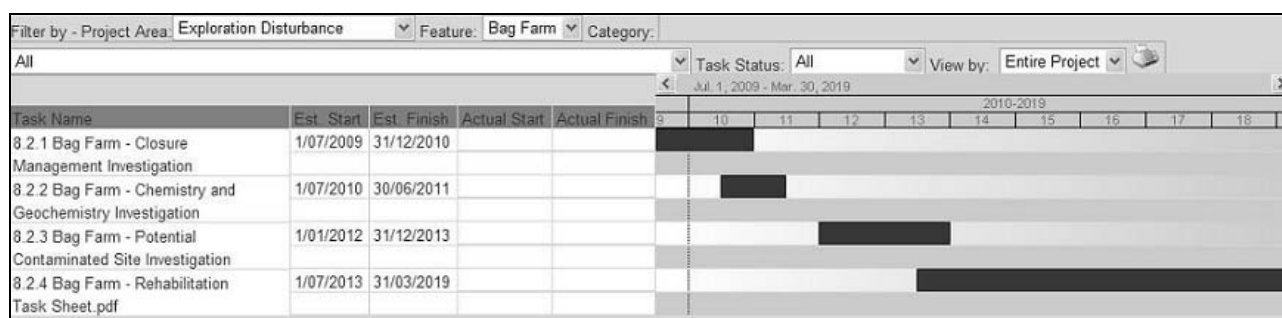 Filter by - Project Area: Exploration Disturbance Feature: Bag Farm Category:
All Task Status: All View by: Entire Project
Jul. 1, 2009 - Mar. 30, 2019
2010-2019
Task Name Est. Start Est. Finish Actual Start Actual Finish 9 10 11 12 13 14 15 16 17 18
8.2.1 Bag Farm - Closure 1/07/2009 31/12/2010
Management Investigation
8.2.2 Bag Farm - Chemistry and 1/07/2010 30/06/2011
Geochemistry Investigation
8.2.3 Bag Farm - Potential 1/01/2012 31/12/2013
Contaminated Site Investigation
8.2.4 Bag Farm - Rehabilitation 1/07/2013 31/03/2019
Task Sheet.pdf